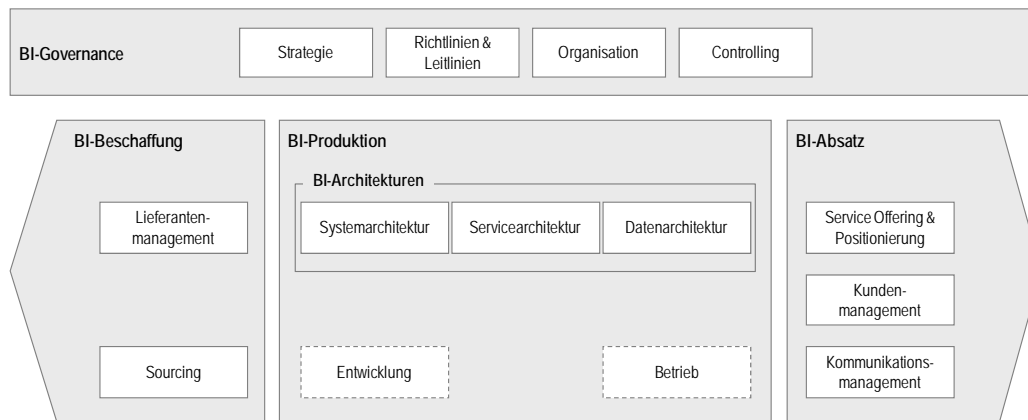 BI-Governance
Strategie
Richtlinien &
Leitlinien
Organisation
Controlling
BI-Beschaffung
Lieferanten-
management
Sourcing
BI-Produktion
BI-Architekturen
Systemarchitektur
Servicearchitektur
Datenarchitektur
Entwicklung
Betrieb
BI-Absatz
Service Offering &
Positionierung
Kunden-
management
Kommunikations-
management